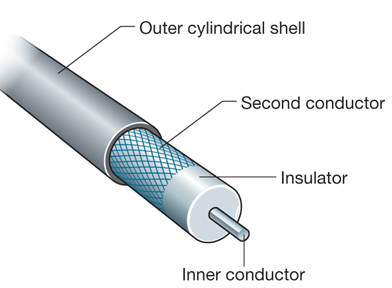 Outer cylindrical shell
Second conductor
Insulator
Inner conductor